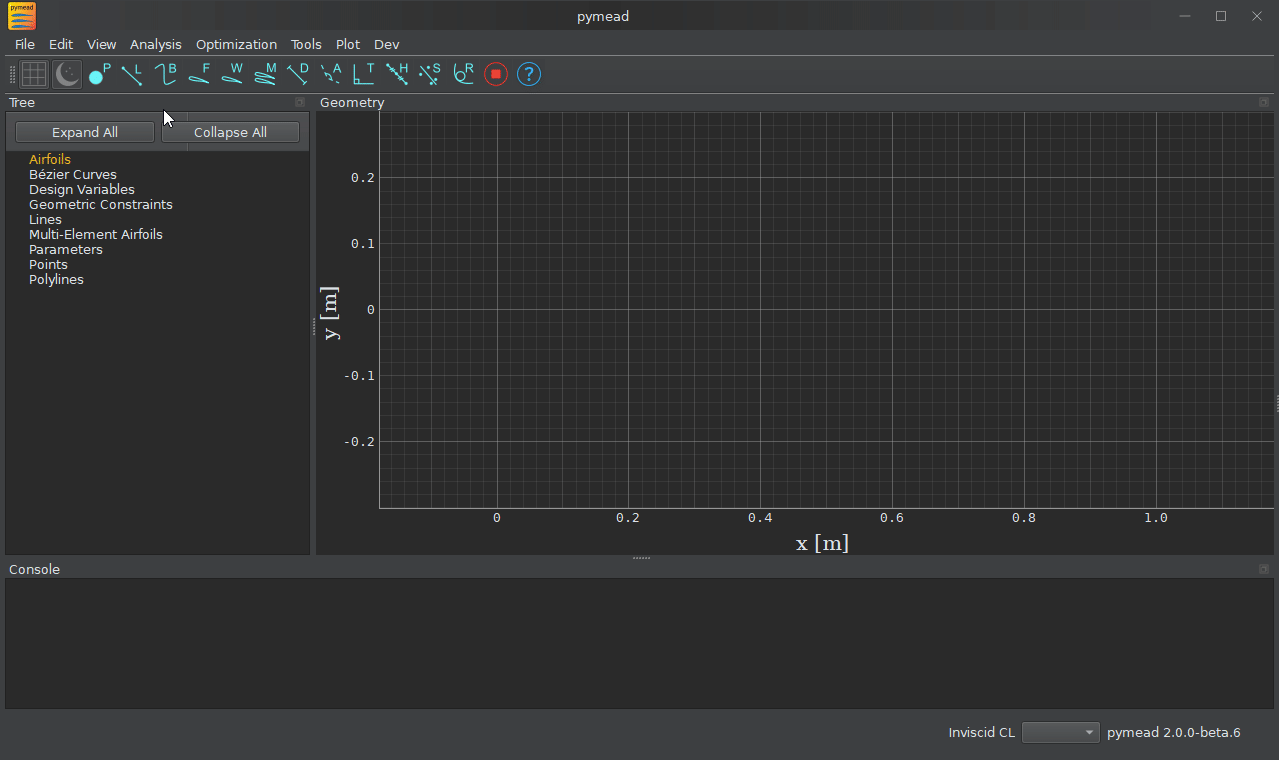 pymead
pymead
File Edit View Analysis Optimization Tools Plot Dev
P L B F W M D A T H S R ?
Tree
Geometry
Expand All
Collapse All
Airfoils
Bézier Curves
Design Variables
Geometric Constraints
Lines
Multi-Element Airfoils
Parameters
Points
Polylines
0.2
0.1
0
-0.1
-0.2
y [m]
0 0.2 0.4 0.6 0.8 1.0
x [m]
Console
Inviscid CL
pymead 2.0.0-beta.6